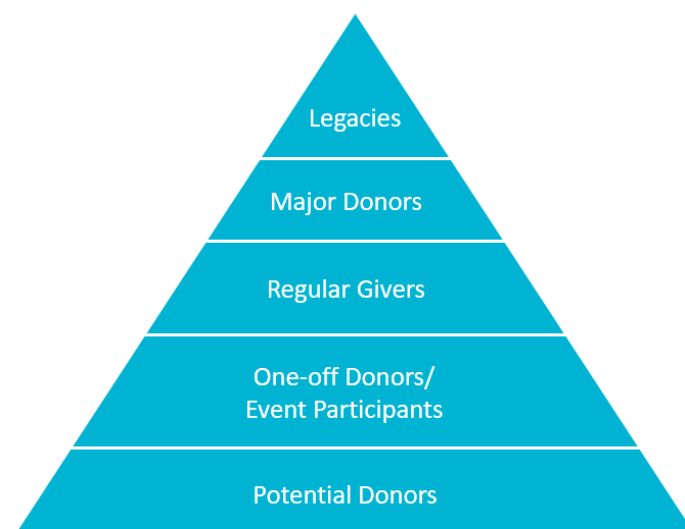 Legacies
Major Donors
Regular Givers
One-off Donors/
Event Participants
Potential Donors